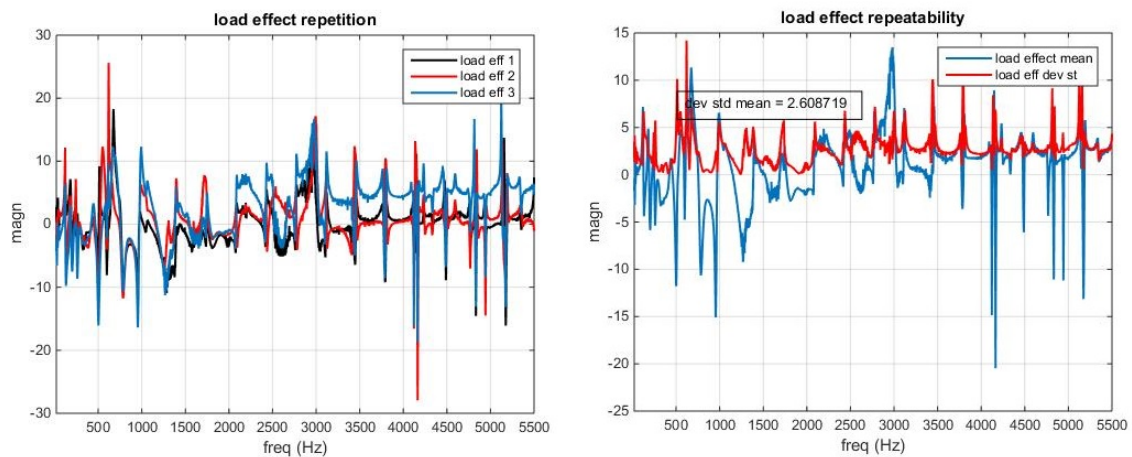 load effect repetition
30
20
10
0
-10
-20
-30
magn
500 1000 1500 2000 2500 3000 3500 4000 4500 5000 5500
freq (Hz)
load eff 1
load eff 2
load eff 3
load effect repeatability
15
10
5
0
-5
-10
-15
-20
-25
magn
500 1000 1500 2000 2500 3000 3500 4000 4500 5000 5500
freq (Hz)
load effect mean
load eff dev st
dev std mean = 2.608719